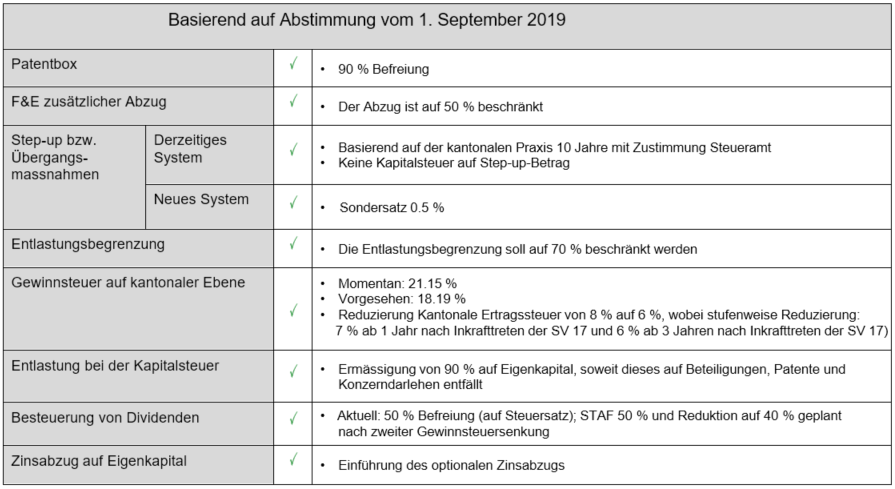 Basierend auf Abstimmung vom 1. September 2019
Patentbox
√
• 90 % Befreiung
F&E zusätzlicher Abzug
√
• Der Abzug ist auf 50 % beschränkt
Step-up bzw.
Übergangs-
massnahmen
Derzeitiges
System
√
• Basierend auf der kantonalen Praxis 10 Jahre mit Zustimmung Steueramt
• Keine Kapitalsteuer auf Step-up-Betrag
Neues System
√
• Sondersatz 0.5 %
Entlastungsbegrenzung
√
• Die Entlastungsbegrenzung soll auf 70 % beschränkt werden
Gewinnsteuer auf kantonaler Ebene
√
• Momentan: 21.15 %
• Vorgesehen: 18.19 %
• Reduzierung Kantonale Ertragssteuer von 8 % auf 6 %, wobei stufenweise Reduzierung:
7 % ab 1 Jahr nach Inkrafttreten der SV 17 und 6 % ab 3 Jahren nach Inkrafttreten der SV 17)
Entlastung bei der Kapitalsteuer
√
• Ermässigung von 90 % auf Eigenkapital, soweit dieses auf Beteiligungen, Patente und
Konzerndarlehen entfällt
Besteuerung von Dividenden
√
• Aktuell: 50 % Befreiung (auf Steuersatz); STAF 50 % und Reduktion auf 40 % geplant
nach zweiter Gewinnsteuersenkung
Zinsabzug auf Eigenkapital
√
• Einführung des optionalen Zinsabzugs